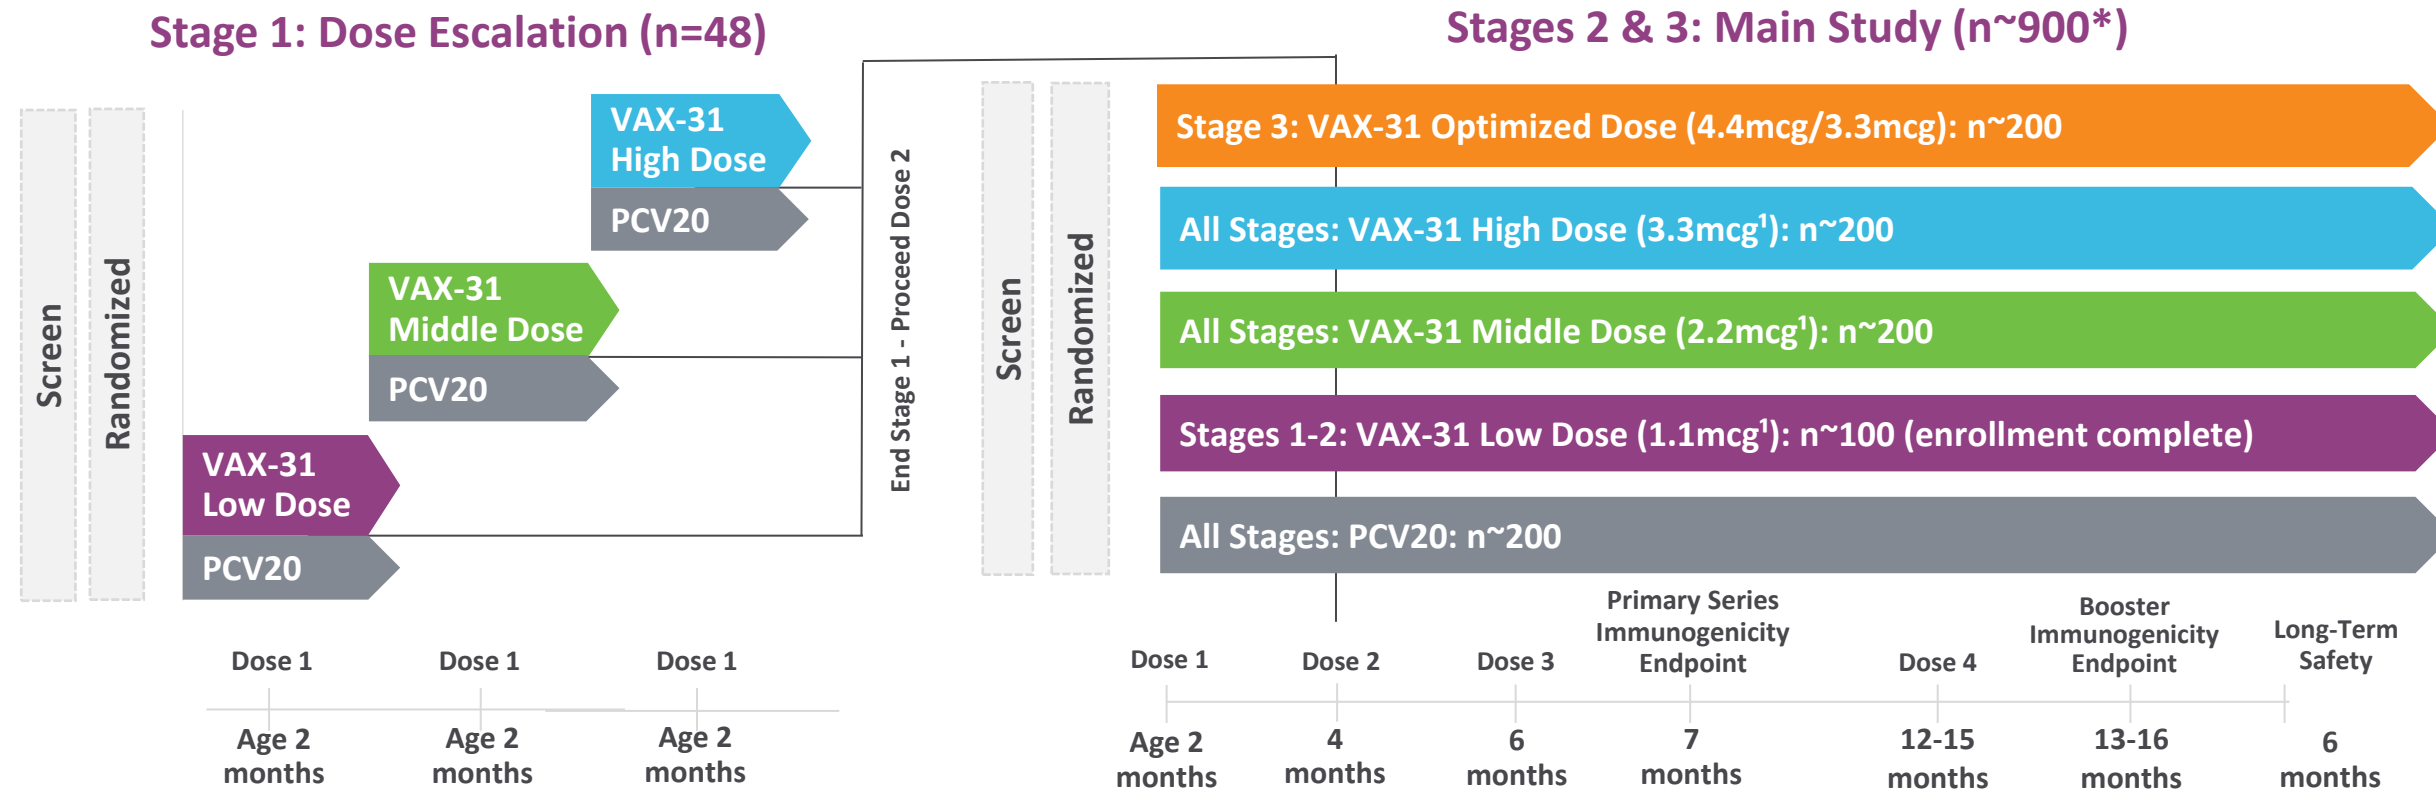 Stage 1: Dose Escalation (n=48)
Screen
Randomized
VAX-31
High Dose
PCV20
VAX-31
Middle Dose
PCV20
VAX-31
Low Dose
PCV20
End Stage 1 - Proceed Dose 2
Dose 1
Dose 1
Dose 1
Age 2
months
Age 2
months
Age 2
months
Stages 2 & 3: Main Study (n~900*)
Screen
Randomized
Stage 3: VAX-31 Optimized Dose (4.4mcg/3.3mcg): n~200
All Stages: VAX-31 High Dose (3.3mcg¹): n~200
All Stages: VAX-31 Middle Dose (2.2mcg¹): n~200
Stages 1-2: VAX-31 Low Dose (1.1mcg¹): n~100 (enrollment complete)
All Stages: PCV20: n~200
Dose 1
Dose 2
Dose 3
Primary Series
Immunogenicity
Endpoint
Dose 4
Booster
Immunogenicity
Endpoint
Long-Term
Safety
Age 2
months
4
months
6
months
7
months
12-15
months
13-16
months
6
months